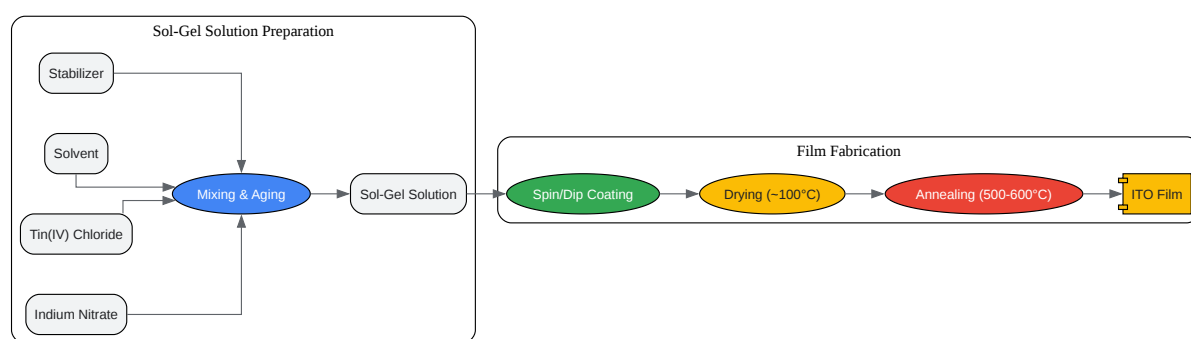 Sol-Gel Solution Preparation
Stabilizer
Solvent
Tin(IV) Chloride
Indium Nitrate
Mixing & Aging
Sol-Gel Solution
Film Fabrication
Spin/Dip Coating
Drying (~100°C)
Annealing (500-600°C)
ITO Film